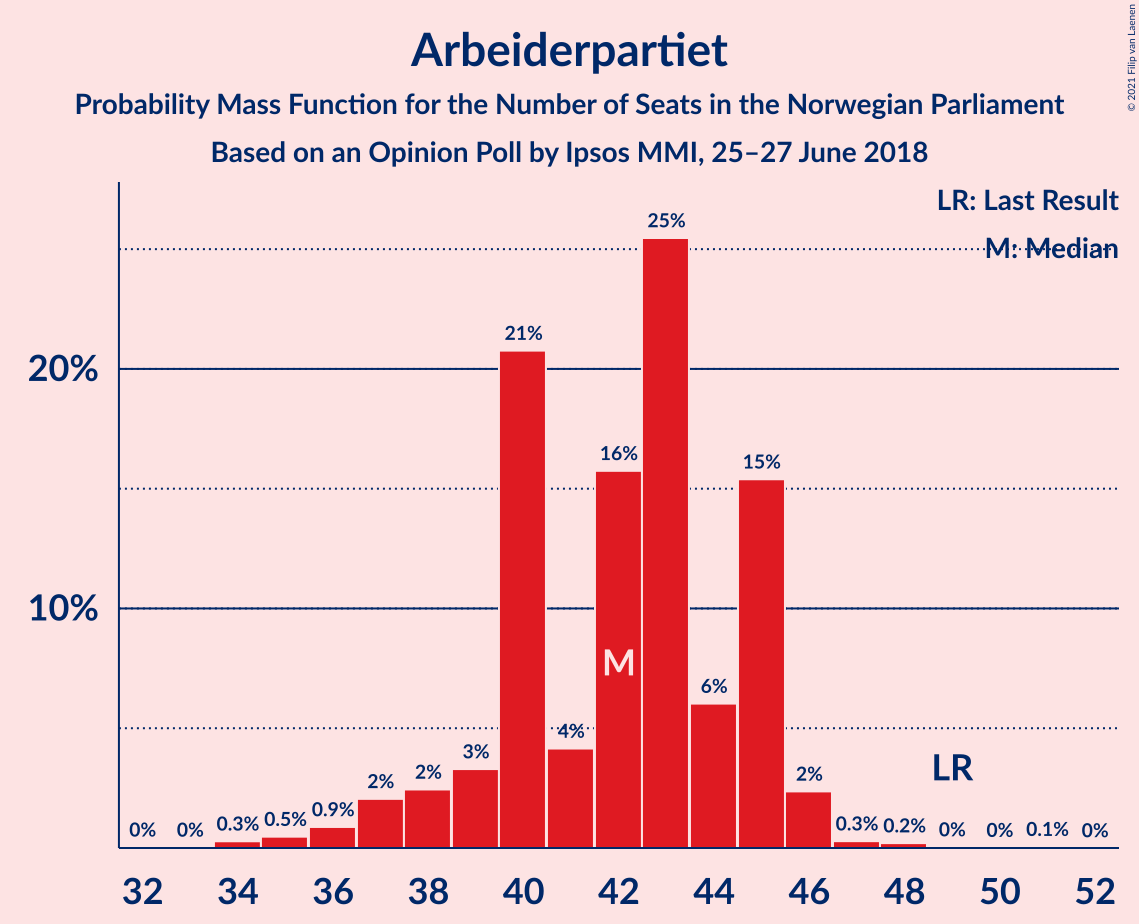 Arbeiderpartiet
Probability Mass Function for the Number of Seats in the Norwegian Parliament
Based on an Opinion Poll by Ipsos MMI, 25–27 June 2018
© 2021 Filip van Laenen
LR: Last Result
M: Median
20%
10%
0% 0% 0.3% 0.5% 0.9% 2% 2% 3% 21% 4% 16% 25% 6% 15% 2% 0.3% 0.2% 0% 0% 0.1% 0%
M
LR
32 34 36 38 40 42 44 46 48 50 52